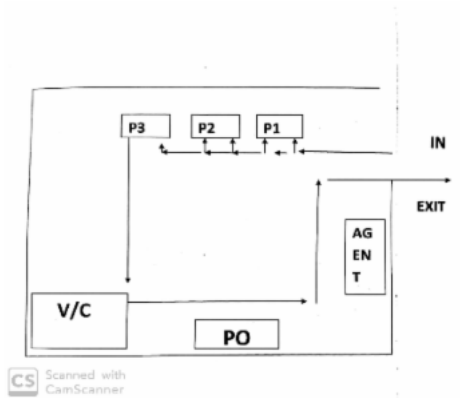 P3
P2
P1
IN
EXIT
AG
EN
T
V/C
PO
CS
Scanned with
CamScanner